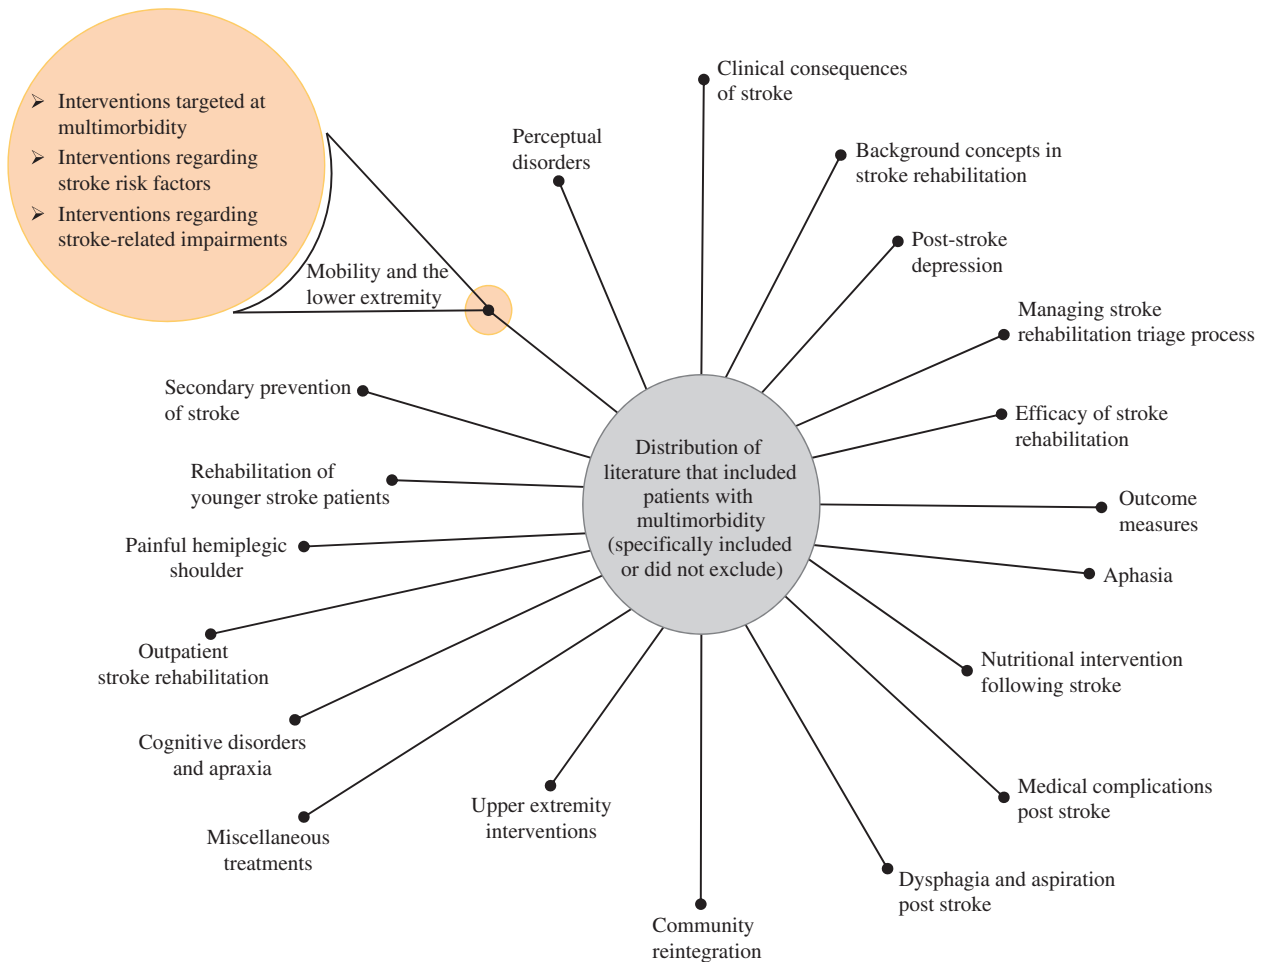 ➢ Interventions targeted at
multimorbidity
➢ Interventions regarding
stroke risk factors
➢ Interventions regarding
stroke-related impairments
Mobility and the
lower extremity
Perceptual
disorders
Clinical consequences
of stroke
Background concepts in
stroke rehabilitation
Post-stroke
depression
Managing stroke
rehabilitation triage process
Efficacy of stroke
rehabilitation
Outcome
measures
Aphasia
Nutritional intervention
following stroke
Medical complications
post stroke
Dysphagia and aspiration
post stroke
Community
reintegration
Upper extremity
interventions
Miscellaneous
treatments
Cognitive disorders
and apraxia
Outpatient
stroke rehabilitation
Painful hemiplegic
shoulder
Rehabilitation of
younger stroke patients
Secondary prevention
of stroke
Distribution of
literature that included
patients with
multimorbidity
(specifically included
or did not exclude)